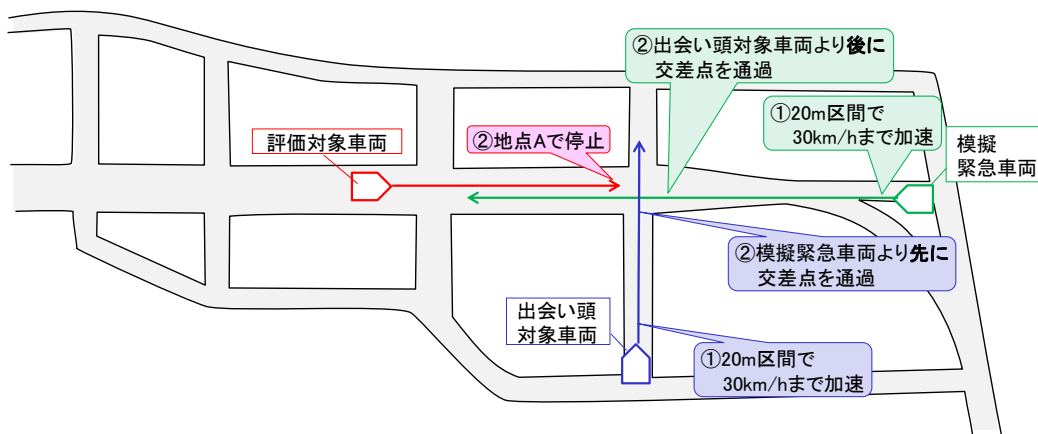 ②出会い頭対象車両より後に
交差点を通過
①20m区間で
30km/hまで加速
模擬
緊急車両
評価対象車両
②地点Aで停止
②模擬緊急車両より先に
交差点を通過
出会い頭
対象車両
①20m区間で
30km/hまで加速